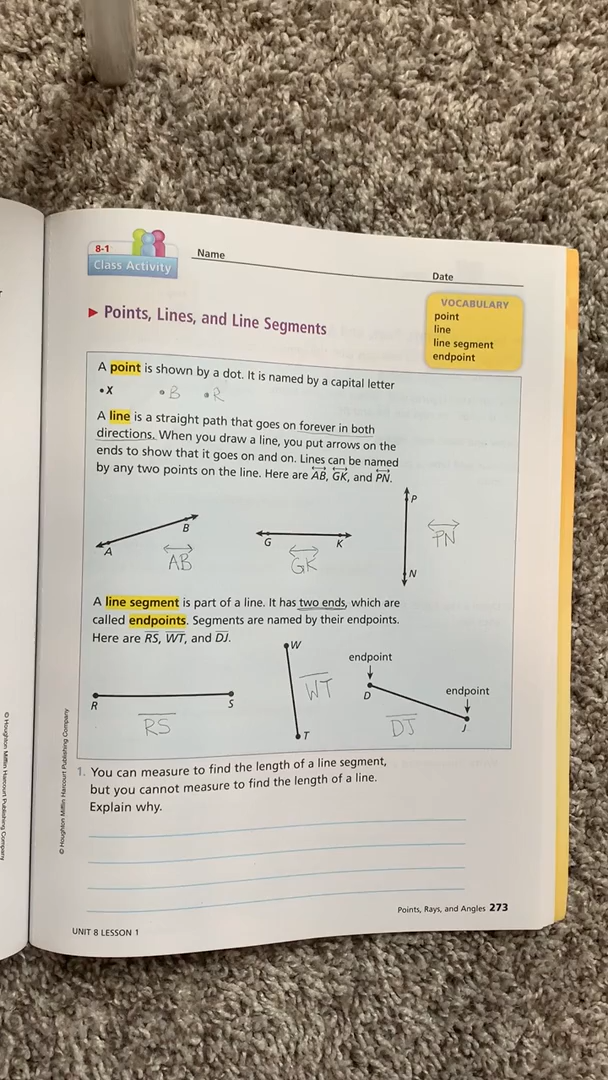 8-1
Class Activity
Name
Date
► Points, Lines, and Line Segments
VOCABULARY
point
line
line segment
endpoint
A point is shown by a dot. It is named by a capital letter
•X •B •R
A line is a straight path that goes on forever in both
directions. When you draw a line, you put arrows on the
ends to show that it goes on and on. Lines can be named
by any two points on the line. Here are AB, GK, and PN.
A
B
AB
G
K
GK
P
N
PN
A line segment is part of a line. It has two ends, which are
called endpoints. Segments are named by their endpoints.
Here are RS, WT, and DJ.
R
S
RS
W
T
WT
endpoint
D
endpoint
J
DJ
1. You can measure to find the length of a line segment,
but you cannot measure to find the length of a line.
Explain why.
© Houghton Mifflin Harcourt Publishing Company
© Houghton Mifflin Harcourt Publishing Company
UNIT 8 LESSON 1
Points, Rays, and Angles 273